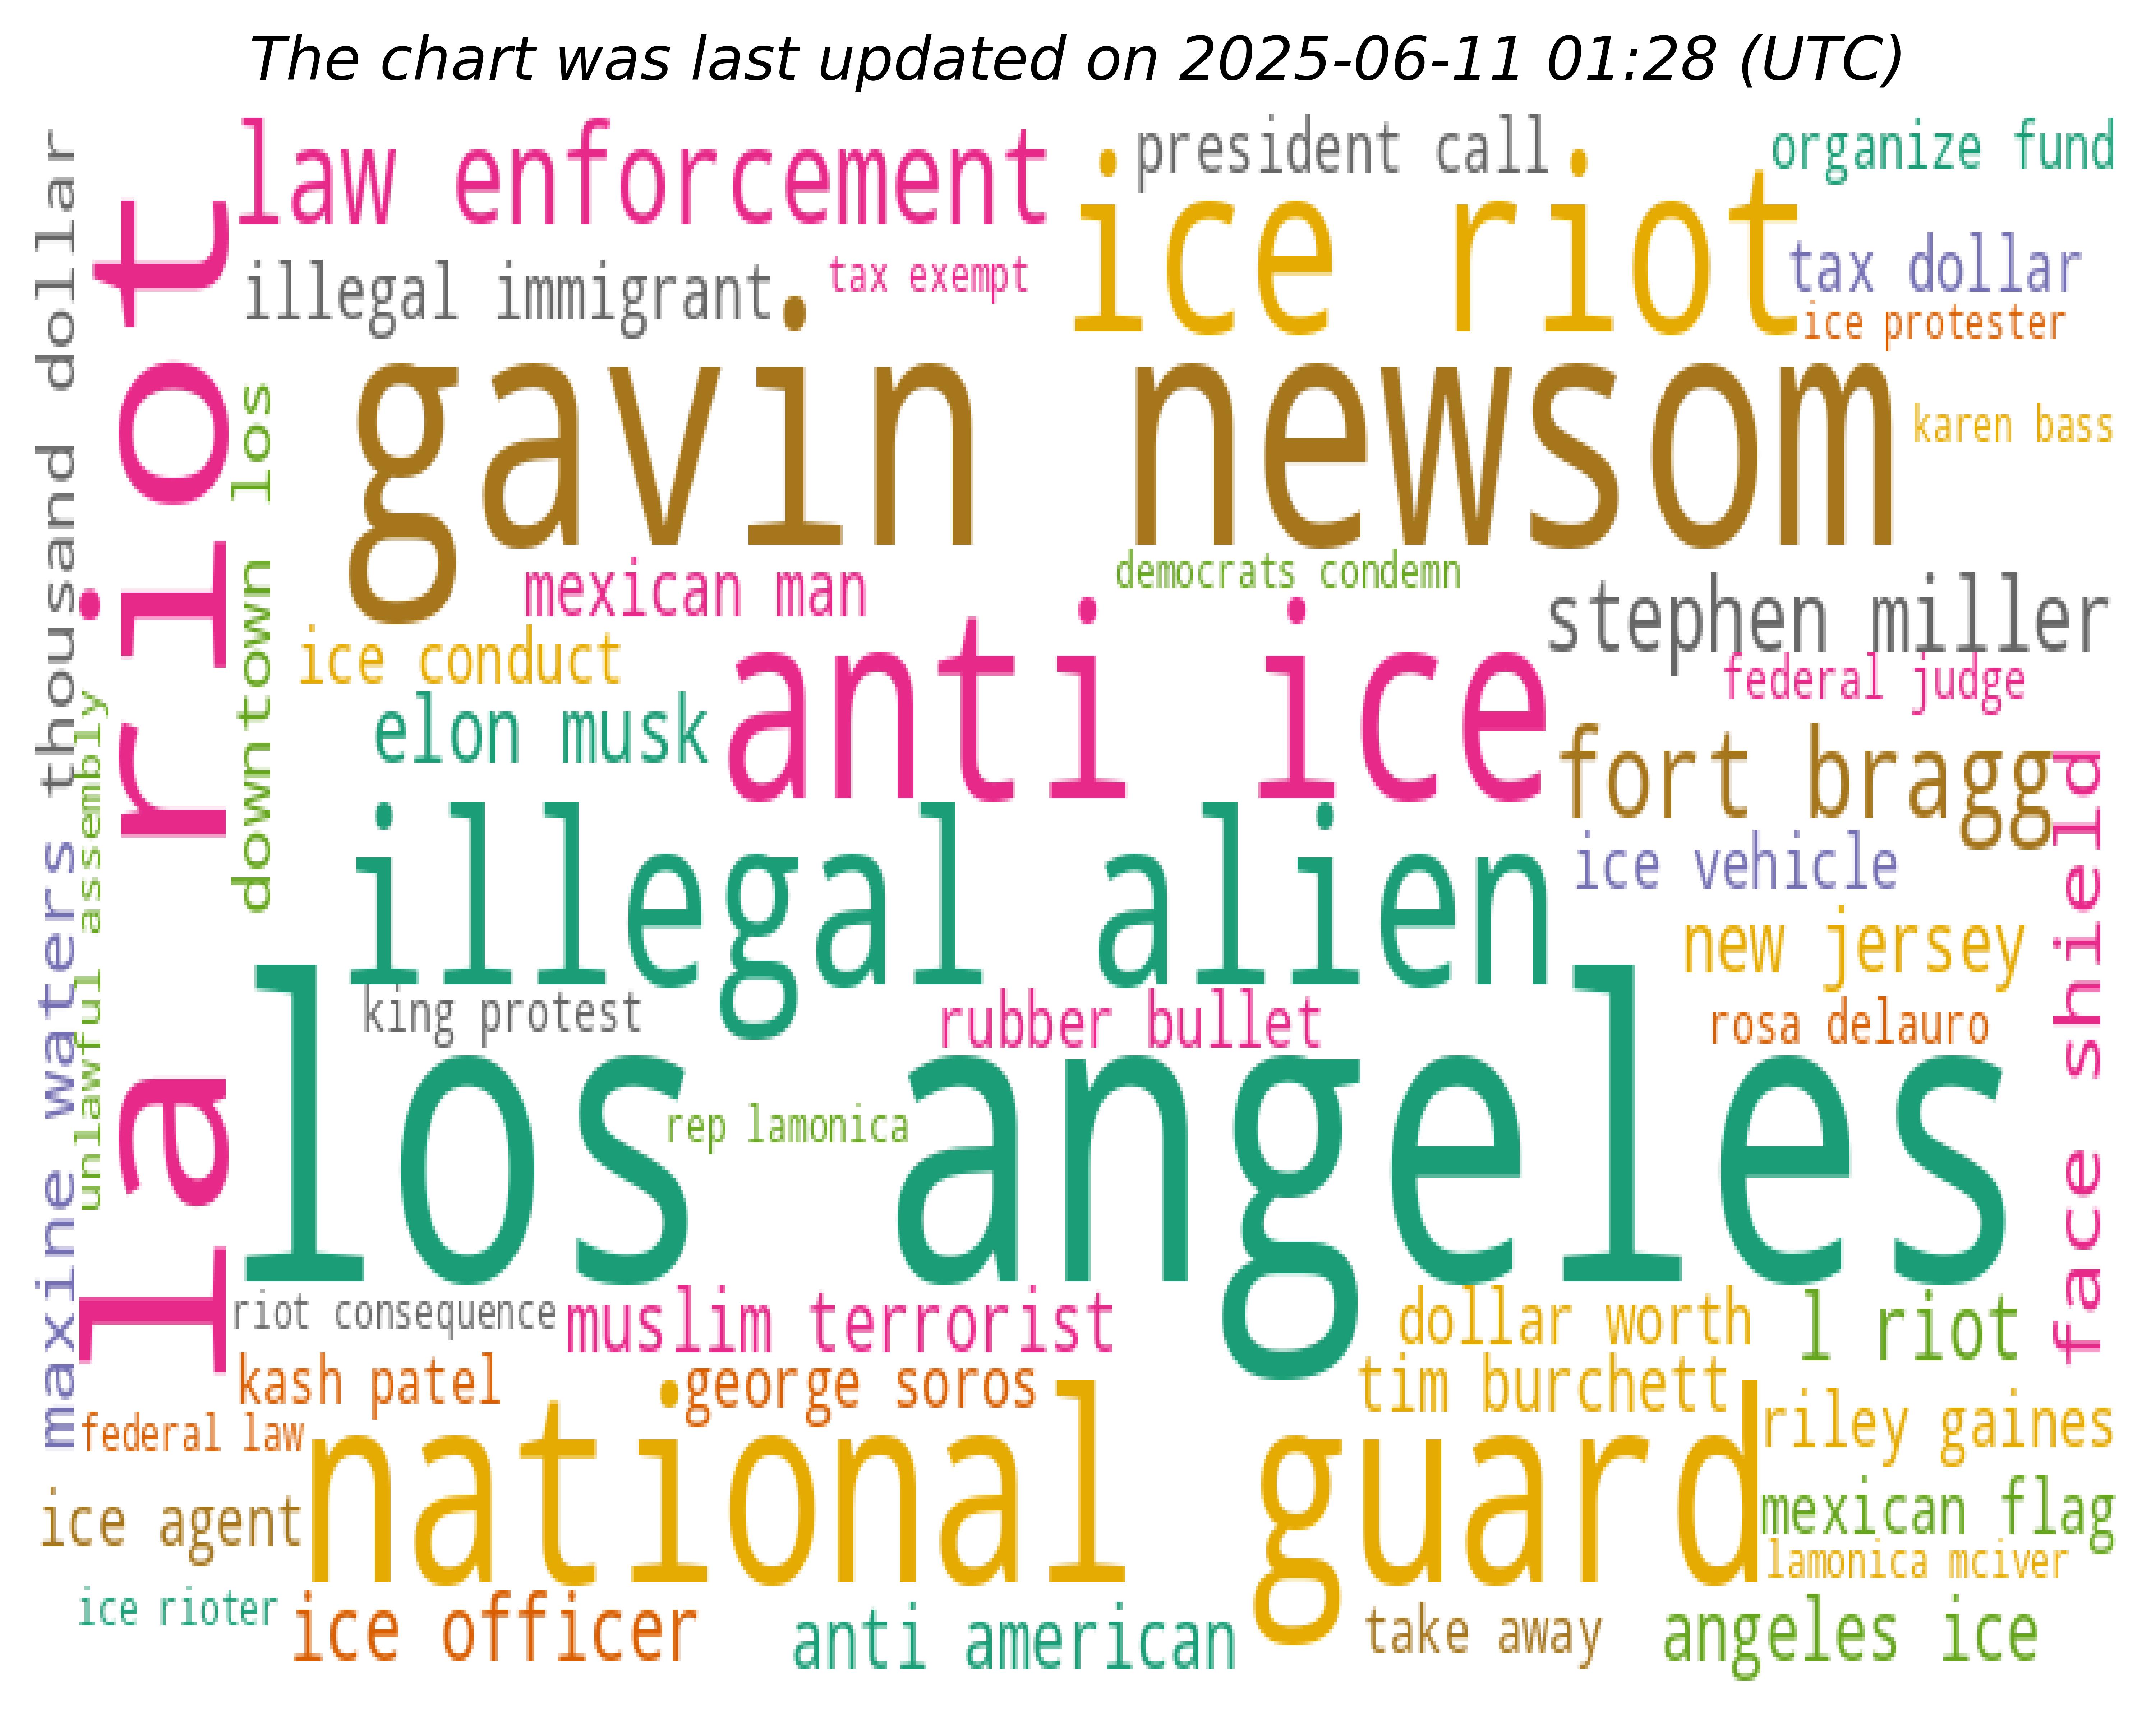 The chart was last updated on 2025-06-11 01:28 (UTC)
law enforcement
president call
organize fund
ice riot
tax dollar
illegal immigrant
tax exempt
ice protester
thousand dollar
la riot
downtown los
gavin newsom
karen bass
mexican man
democrats condemn
stephen miller
ice conduct
anti ice
federal judge
elon musk
fort bragg
illegal alien
ice vehicle
face shield
new jersey
maxine waters
unlawful assembly
king protest
rubber bullet
rosa delauro
los angeles
rep lamonica
riot consequence
muslim terrorist
dollar worth
l riot
kash patel
george soros
tim burchett
riley gaines
federal law
national guard
ice agent
mexican flag
lamonica mciver
ice rioter
ice officer
anti american
take away
angeles ice